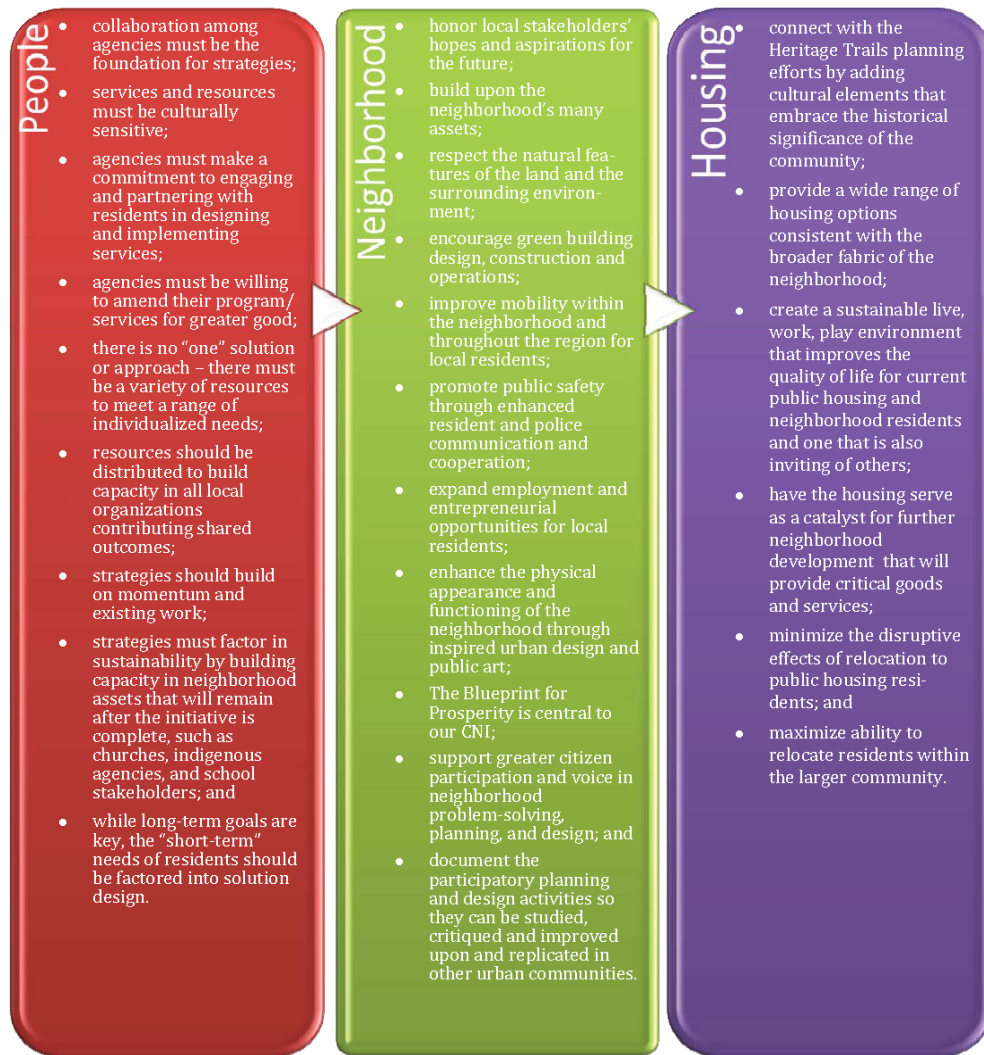 People
• collaboration among
agencies must be the
foundation for strategies;
• services and resources
must be culturally
sensitive;
• agencies must make a
commitment to engaging
and partnering with
residents in designing
and implementing
services;
• agencies must be willing
to amend their program/
services for greater good;
• there is no “one” solution
or approach – there must
be a variety of resources
to meet a range of
individualized needs;
• resources should be
distributed to build
capacity in all local
organizations
contributing shared
outcomes;
• strategies should build
on momentum and
existing work;
• strategies must factor in
sustainability by building
capacity in neighborhood
assets that will remain
after the initiative is
complete, such as
churches, indigenous
agencies, and school
stakeholders; and
• while long-term goals are
key, the “short-term”
needs of residents should
be factored into solution
design.
Neighborhood
• honor local stakeholders’
hopes and aspirations for
the future;
• build upon the
neighborhood’s many
assets;
• respect the natural fea-
tures of the land and the
surrounding environ-
ment;
• encourage green building
design, construction and
operations;
• improve mobility within
the neighborhood and
throughout the region for
local residents;
• promote public safety
through enhanced
resident and police
communication and
cooperation;
• expand employment and
entrepreneurial
opportunities for local
residents;
• enhance the physical
appearance and
functioning of the
neighborhood through
inspired urban design and
public art;
• The Blueprint for
Prosperity is central to
our CNI;
• support greater citizen
participation and voice in
neighborhood
problem-solving,
planning, and design; and
• document the
participatory planning
and design activities so
they can be studied,
critiqued and improved
upon and replicated in
other urban communities.
Housing
• connect with the
Heritage Trails planning
efforts by adding
cultural elements that
embrace the historical
significance of the
community;
• provide a wide range of
housing options
consistent with the
broader fabric of the
neighborhood;
• create a sustainable live,
work, play environment
that improves the
quality of life for current
public housing and
neighborhood residents
and one that is also
inviting of others;
• have the housing serve
as a catalyst for further
neighborhood
development that will
provide critical goods
and services;
• minimize the disruptive
effects of relocation to
public housing resi-
dents; and
• maximize ability to
relocate residents within
the larger community.